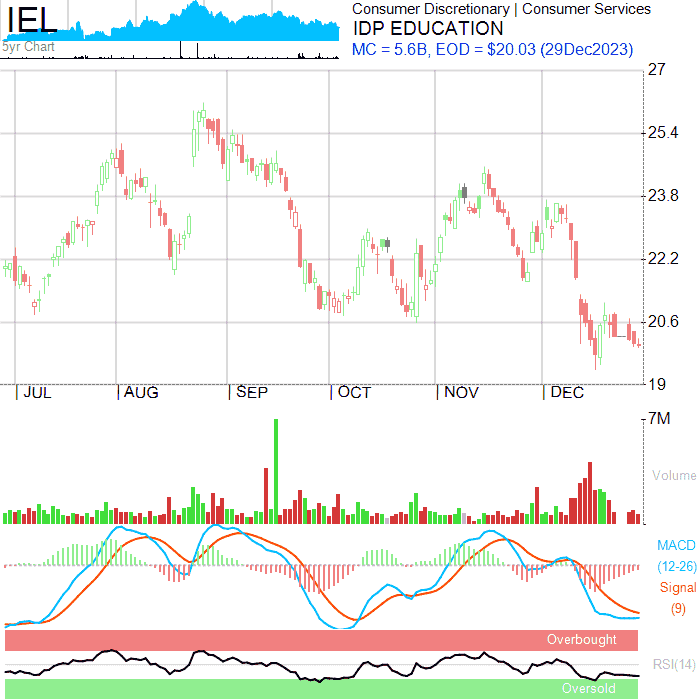 IEL
5yr Chart
Consumer Discretionary | Consumer Services
IDP EDUCATION
MC = 5.6B, EOD = $20.03 (29Dec2023)
27
25.4
23.8
22.2
20.6
19
JUL AUG SEP OCT NOV DEC
7M
Volume
MACD
(12-26)
Signal
(9)
Overbought
RSI(14)
Oversold